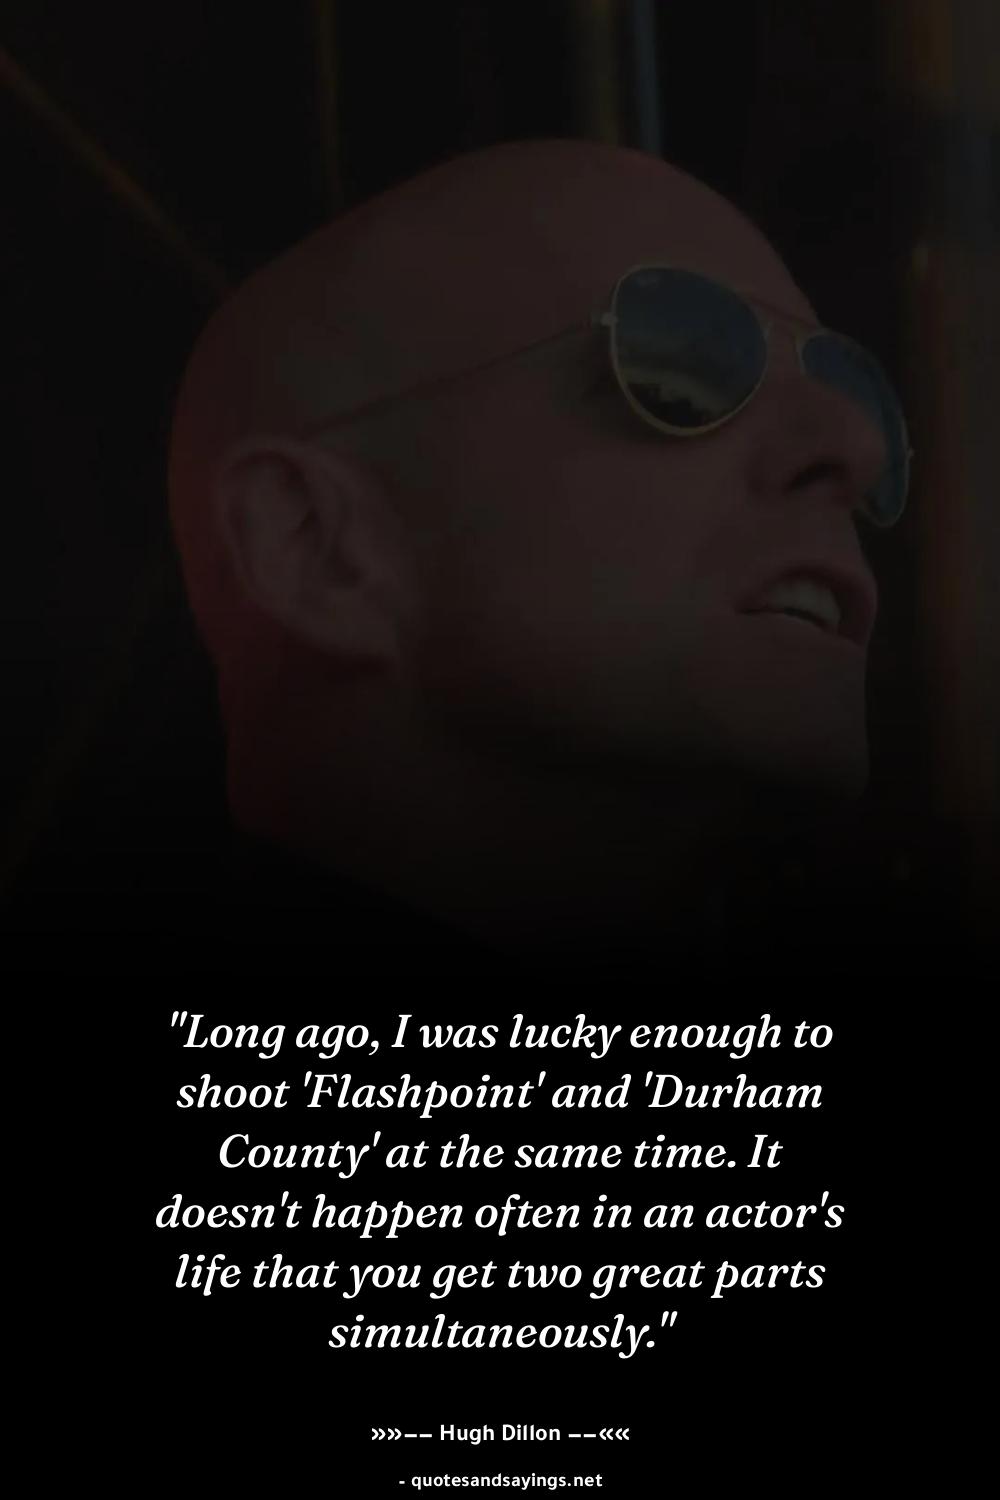 "Long ago, I was lucky enough to
shoot 'Flashpoint' and 'Durham
County' at the same time. It
doesn't happen often in an actor's
life that you get two great parts
simultaneously."
»»−− Hugh Dillon −−««
- quotesandsayings.net